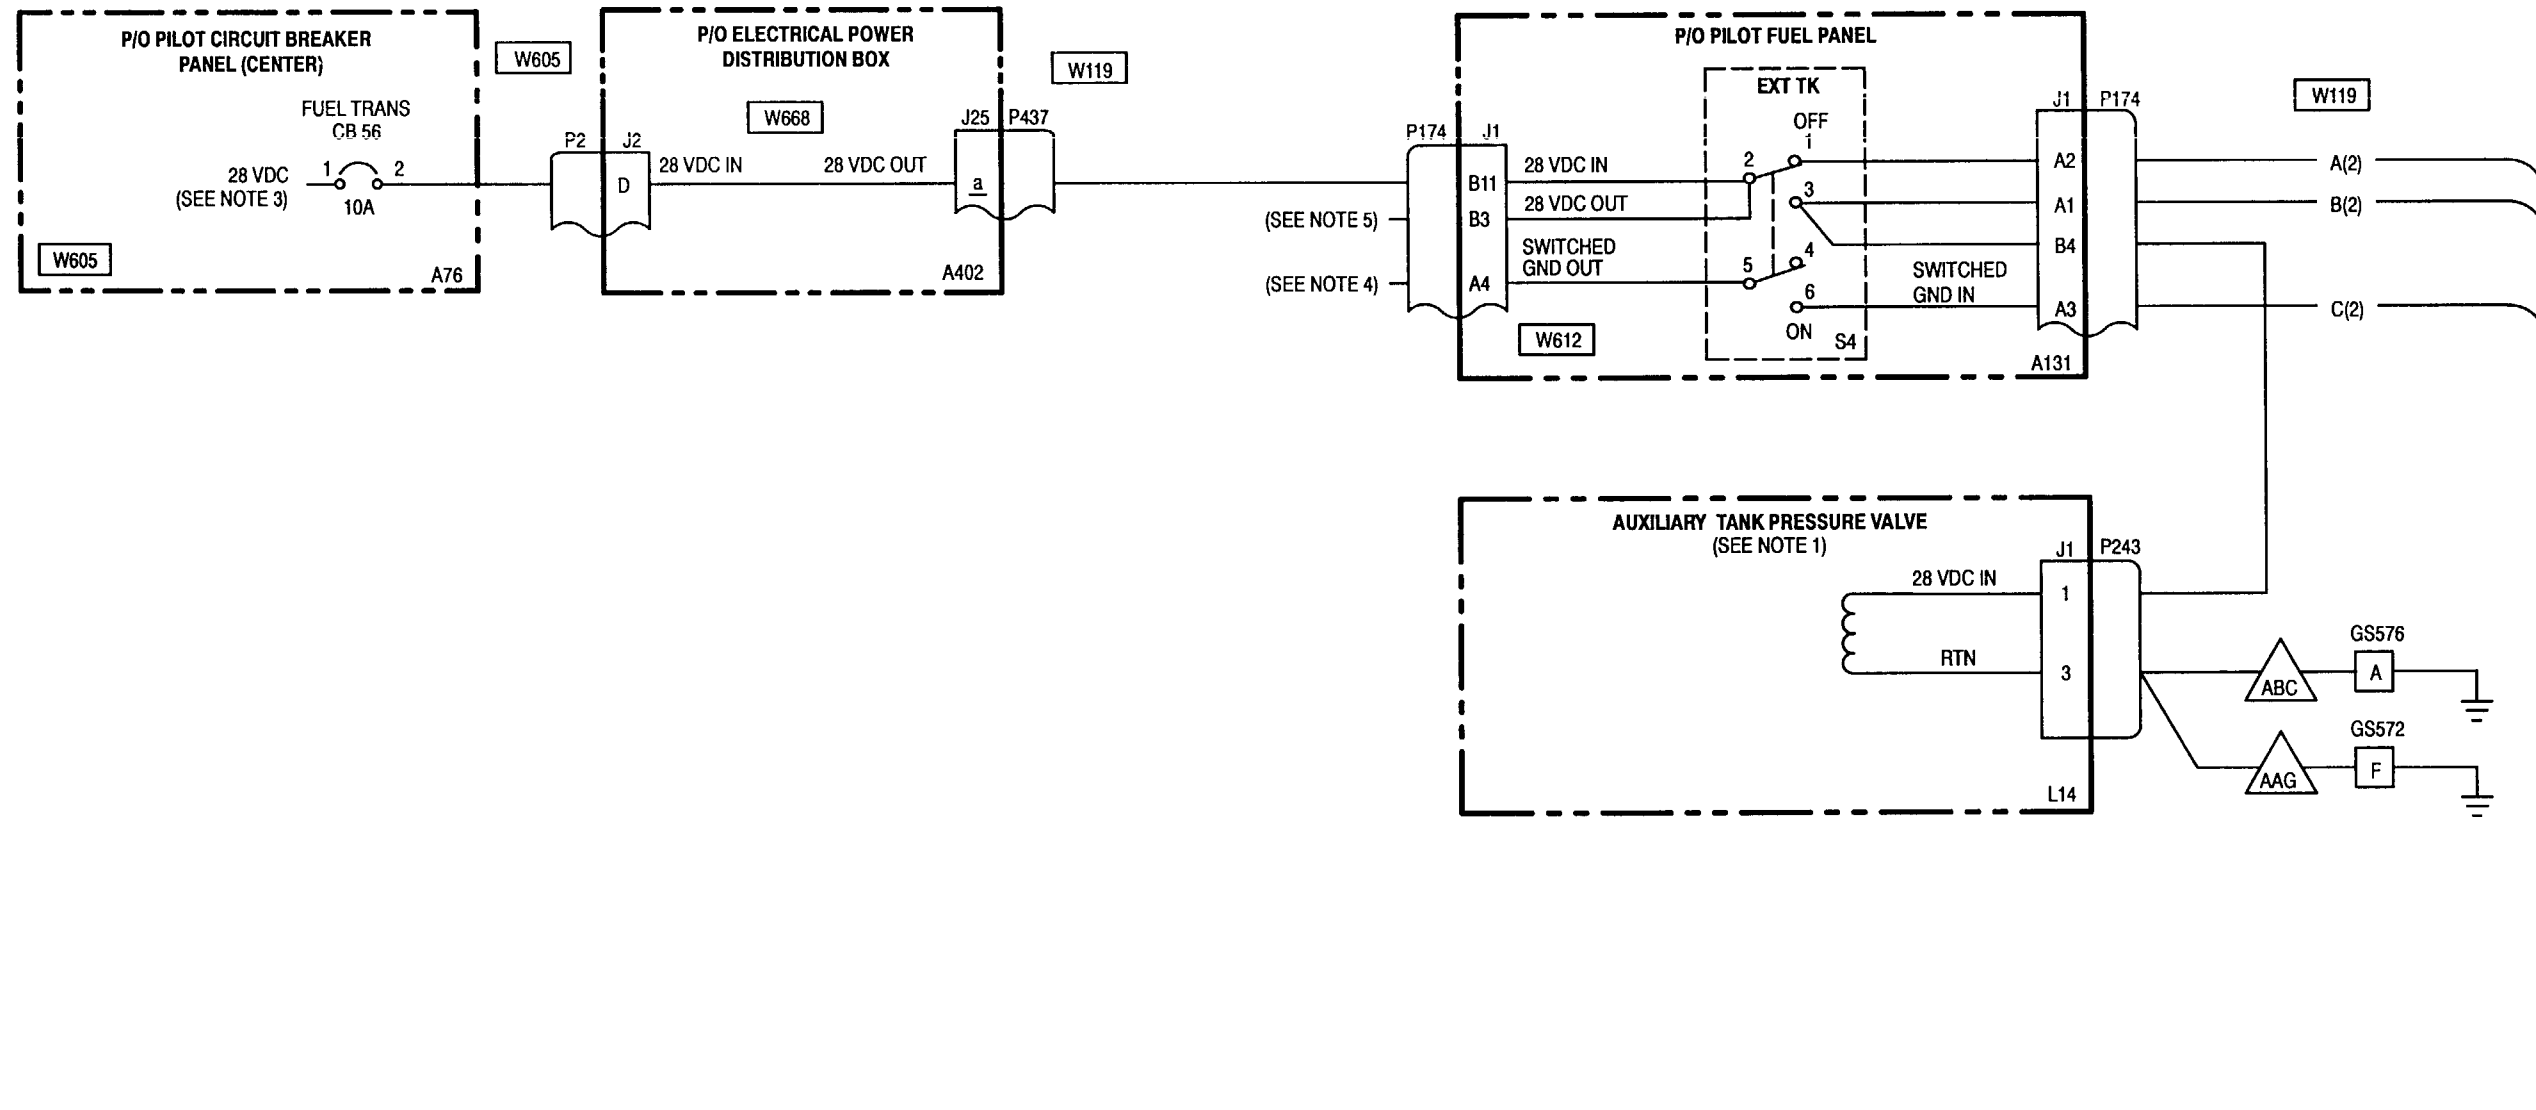 P/O PILOT CIRCUIT BREAKER
PANEL (CENTER)
FUEL TRANS
CB 56
28 VDC
(SEE NOTE 3)
1
2
10A
W605
A76
W605
P/O ELECTRICAL POWER
DISTRIBUTION BOX
W668
P2
J2
D
28 VDC IN
28 VDC OUT
J25
P437
a
A402
W119
P/O PILOT FUEL PANEL
P174
J1
(SEE NOTE 5)
(SEE NOTE 4)
B11
B3
A4
28 VDC IN
28 VDC OUT
SWITCHED
GND OUT
W612
EXT TK
OFF
1
2
3
4
5
6
ON
S4
SWITCHED
GND IN
J1
P174
A2
A1
B4
A3
A131
W119
A(2)
B(2)
C(2)
AUXILIARY TANK PRESSURE VALVE
(SEE NOTE 1)
J1
P243
28 VDC IN
1
RTN
3
L14
GS576
ABC
A
GS572
AAG
F